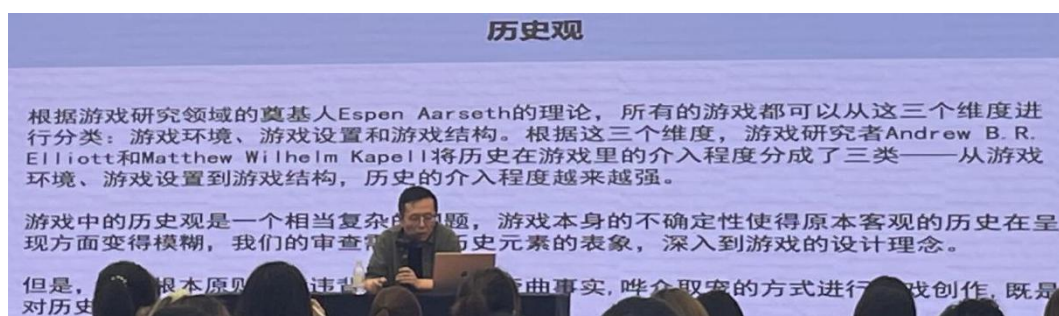 历史观
根据游戏研究领域的奠基人Espen Aarseth的理论，所有的游戏都可以从这三个维度进
行分类：游戏环境、游戏设置和游戏结构。根据这三个维度，游戏研究者Andrew B.R.
Elliott和Matthew Wilhelm Kapell将历史在游戏里的介入程度分成了三类——从游戏
环境、游戏设置到游戏结构，历史的介入程度越来越强。
游戏中的历史观是一个相当复杂的问题，游戏本身的不确定性使得原本客观的历史在呈
现方面变得模糊，我们的审查需 历史元素的表象，深入到游戏的设计理念。
但是， 根本原则 违背 歪曲事实,哗众取宠的方式进行 戏创作,既是
对历史